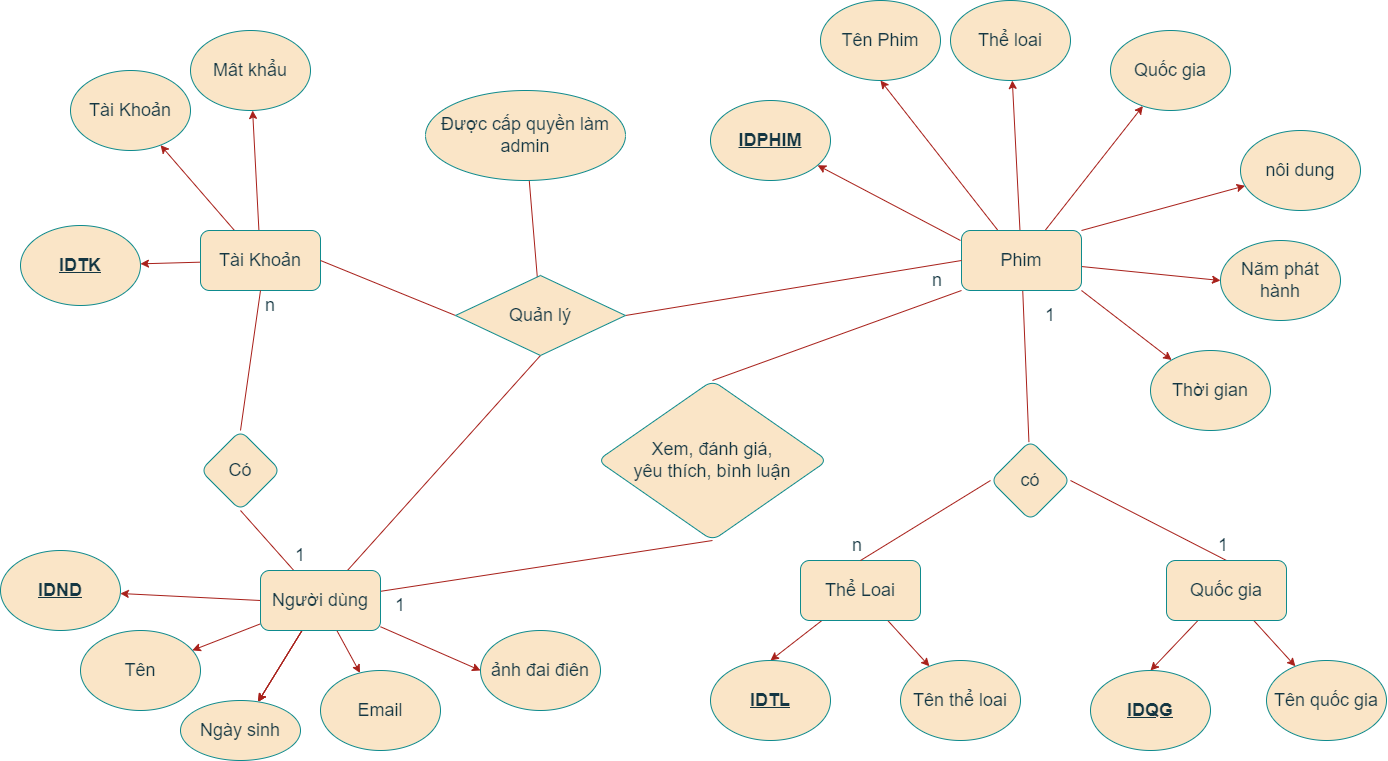 Tên Phim
Thể loai
Mât khẩu
Quốc gia
Tài Khoản
Được cấp quyền làm
admin
IDPHIM
nôi dung
Tài Khoản
Phim
IDTK
Năm phát
hành
n
n
Quản lý
1
Thời gian
Xem, đánh giá,
yêu thích, bình luận
Có
có
n
1
1
IDND
Người dùng
1
Thể Loai
Quốc gia
Tên
ảnh đai điên
IDTL
Tên thể loai
Tên quốc gia
Ngày sinh
Email
IDQG